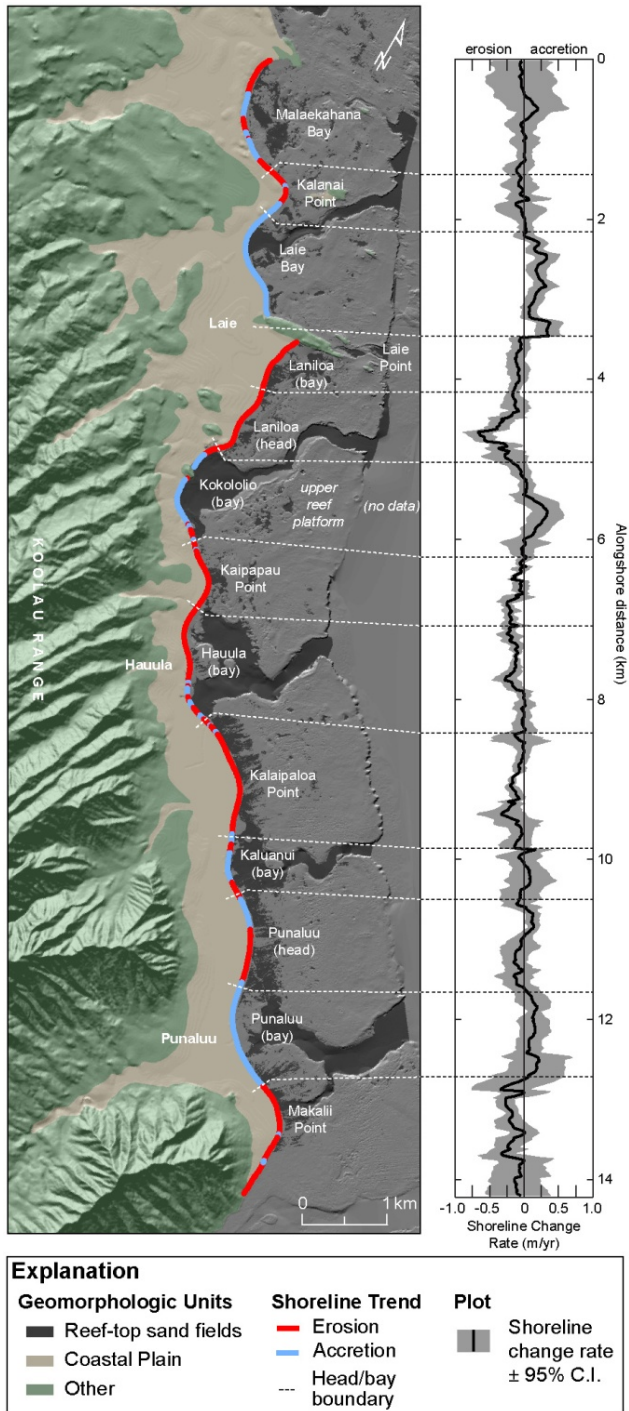 N
Malaekahana
Bay
Kalanai
Point
Laie
Bay
Laie
Laie
Point
Laniloa
(bay)
Laniloa
(head)
Kokololio
(bay)
upper
reef
platform
(no data)
KOOLAU RANGE
Kaipapau
Point
Hauula
Hauula
(bay)
Kalaipaloa
Point
Kaluanui
(bay)
Punaluu
(head)
Punaluu
Punaluu
(bay)
Makalii
Point
0 1 km
erosion accretion
0
2
4
6
8
10
12
14
Alongshore distance (km)
-1.0 -0.5 0 0.5 1.0
Shoreline Change
Rate (m/yr)
Explanation
Geomorphologic Units
Reef-top sand fields
Coastal Plain
Other
Shoreline Trend
Erosion
Accretion
Head/bay
boundary
Plot
Shoreline
change rate
± 95% C.I.